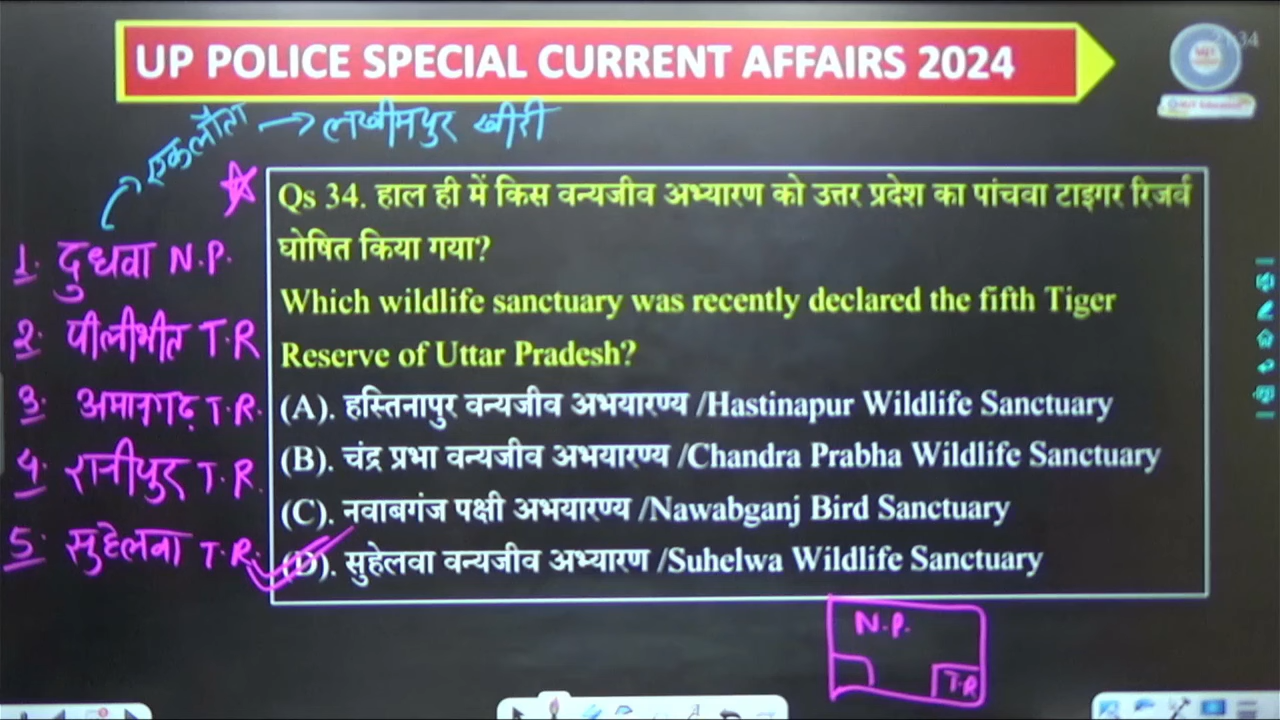 UP POLICE SPECIAL CURRENT AFFAIRS 2024
21:34
एकलौता → लखीमपुर खीरी
Qs 34. हाल ही में किस वन्यजीव अभ्यारण को उत्तर प्रदेश का पांचवा टाइगर रिजर्व
घोषित किया गया?
Which wildlife sanctuary was recently declared the fifth Tiger
Reserve of Uttar Pradesh?
(A). हस्तिनापुर वन्यजीव अभयारण्य /Hastinapur Wildlife Sanctuary
(B). चंद्र प्रभा वन्यजीव अभयारण्य /Chandra Prabha Wildlife Sanctuary
(C). नवाबगंज पक्षी अभयारण्य /Nawabganj Bird Sanctuary
(D). सुहेलवा वन्यजीव अभ्यारण /Suhelwa Wildlife Sanctuary
1. दुधवा N.P.
2. पीलीभीत T.R
3. अमानगढ़ T.R.
4. रानीपुर T.R.
5. सुहेलवा T.R.
N.P.
T.R